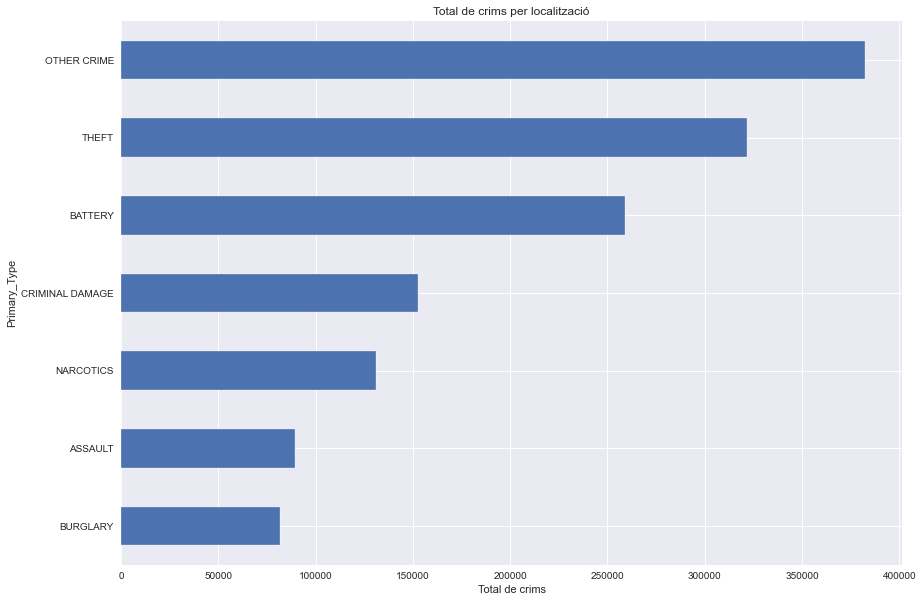 Total de crims per localització
OTHER CRIME
THEFT
BATTERY
CRIMINAL DAMAGE
NARCOTICS
ASSAULT
BURGLARY
Primary_Type
0 50000 100000 150000 200000 250000 300000 350000 400000
Total de crims